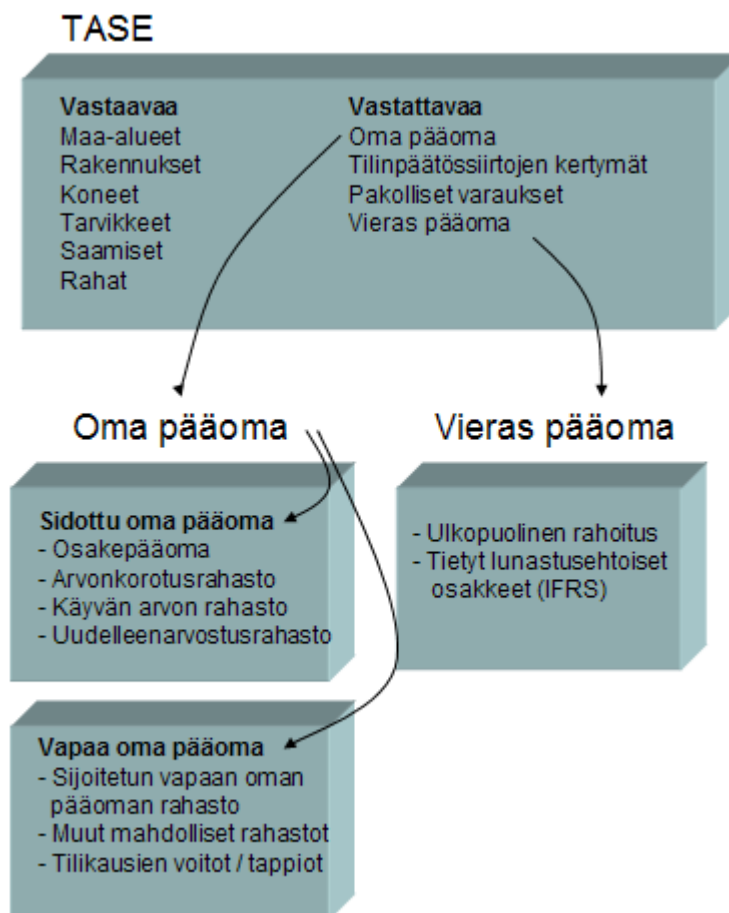 TASE
Vastaavaa
Maa-alueet
Rakennukset
Koneet
Tarvikkeet
Saamiset
Rahat
Vastattavaa
Oma pääoma
Tilinpäätössiirtojen kertymät
Pakolliset varaukset
Vieras pääoma
Oma pääoma
Sidottu oma pääoma
- Osakepääoma
- Arvonkorotusrahasto
- Käyvän arvon rahasto
- Uudelleenarvostusrahasto
Vapaa oma pääoma
- Sijoitetun vapaan oman
pääoman rahasto
- Muut mahdolliset rahastot
- Tilikausien voitot / tappiot
Vieras pääoma
- Ulkopuolinen rahoitus
- Tietyt lunastusehtoiset
osakkeet (IFRS)